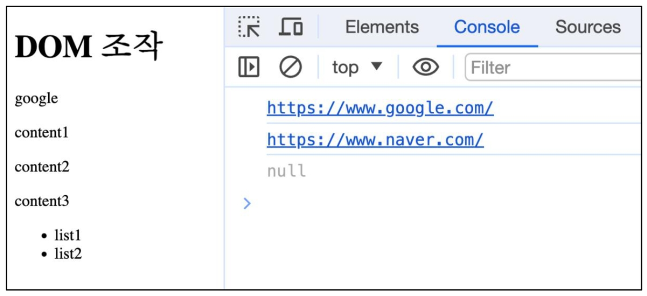 DOM 조작
google
content1
content2
content3
list1
list2
Elements Console Sources
top Filter
https://www.google.com/
https://www.naver.com/
null